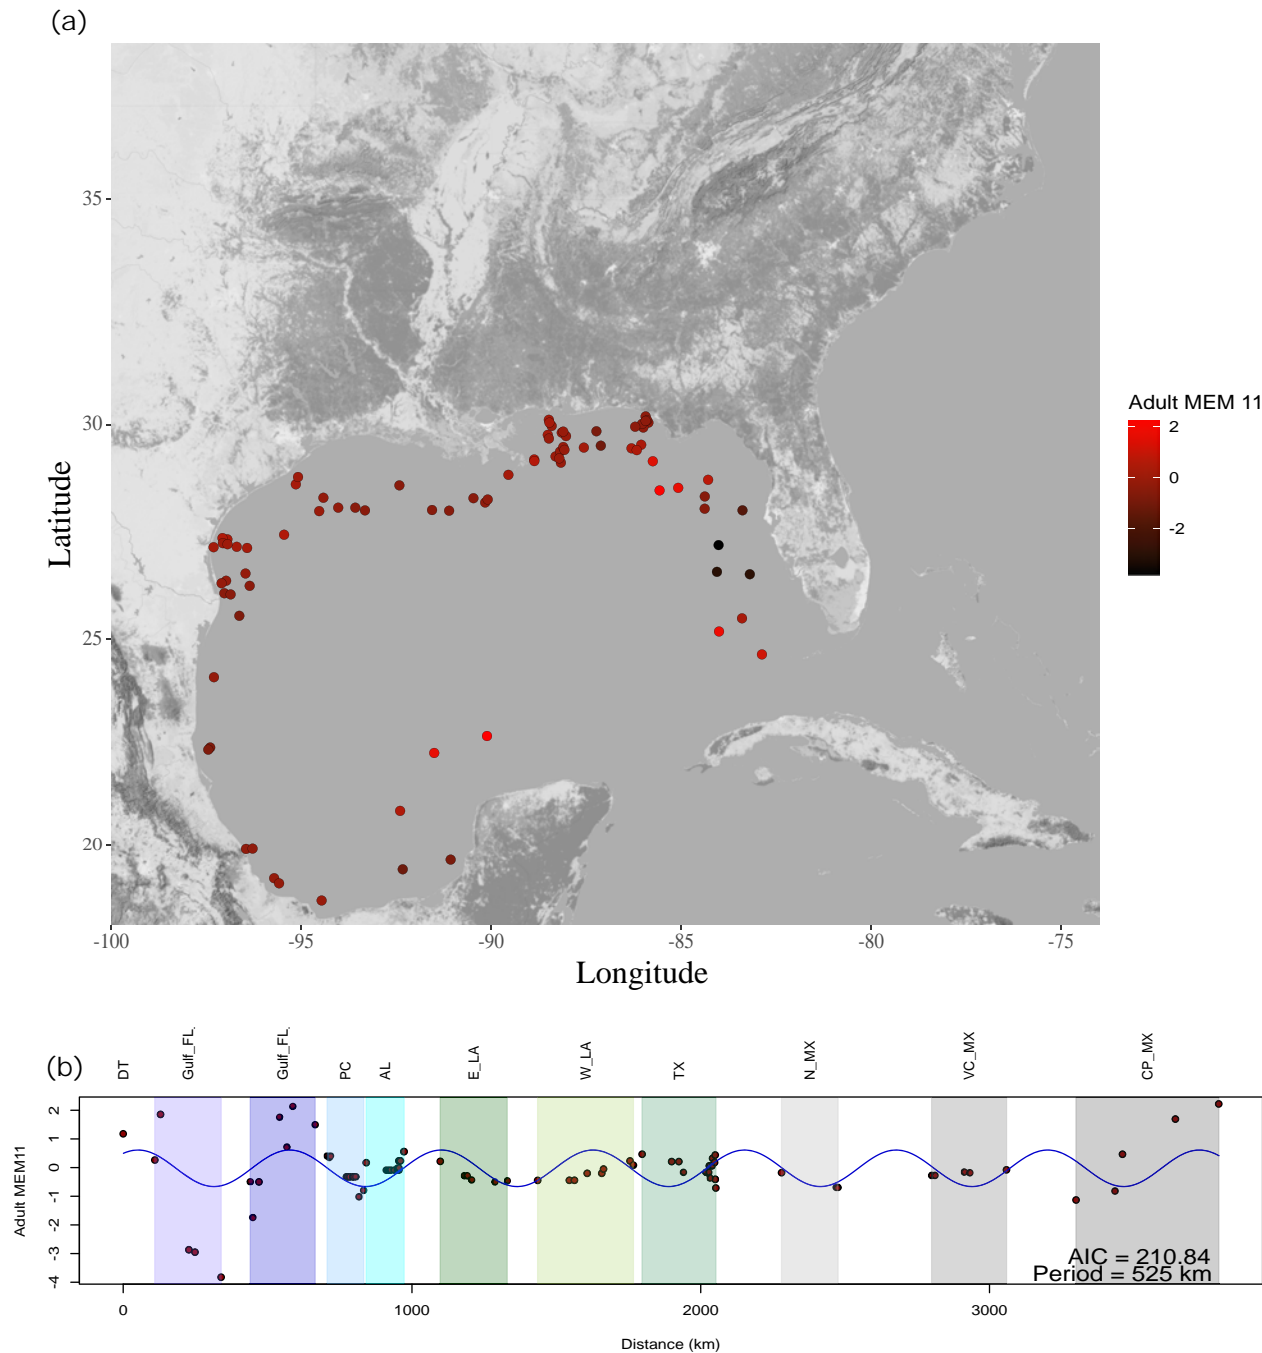 (a)
35
30
25
20
Latitude
-100
-95
-90
-85
-80
-75
Longitude
Adult MEM 11
2
0
-2
(b)
DT
Gulf_FL.
Gulf_FL.
PC
AL
E_LA
W_LA
TX
N_MX
VC_MX
CP_MX
2
1
0
-1
-2
-3
-4
Adult MEM11
AIC = 210.84
Period = 525 km
0
1000
2000
3000
Distance (km)